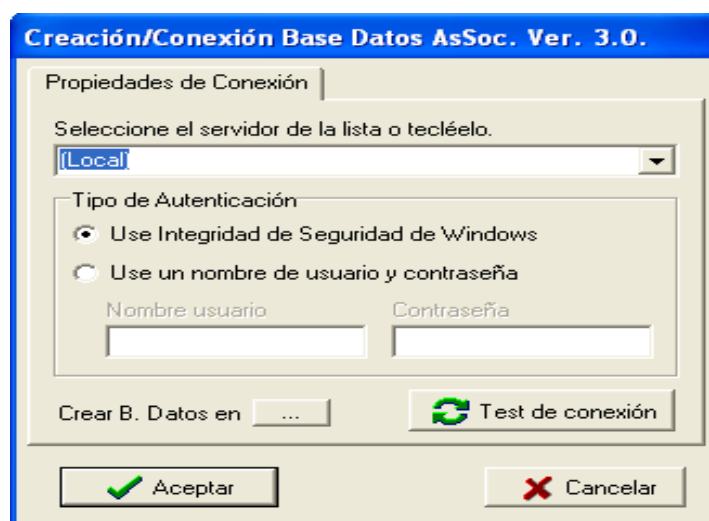 Creación/Conexión Base Datos AsSoc. Ver. 3.0.
Propiedades de Conexión
Seleccione el servidor de la lista o tecléelo.
(Local)
Tipo de Autenticación
Use Integridad de Seguridad de Windows
Use un nombre de usuario y contraseña
Nombre usuario Contraseña
Crear B. Datos en ... Test de conexión
Aceptar Cancelar